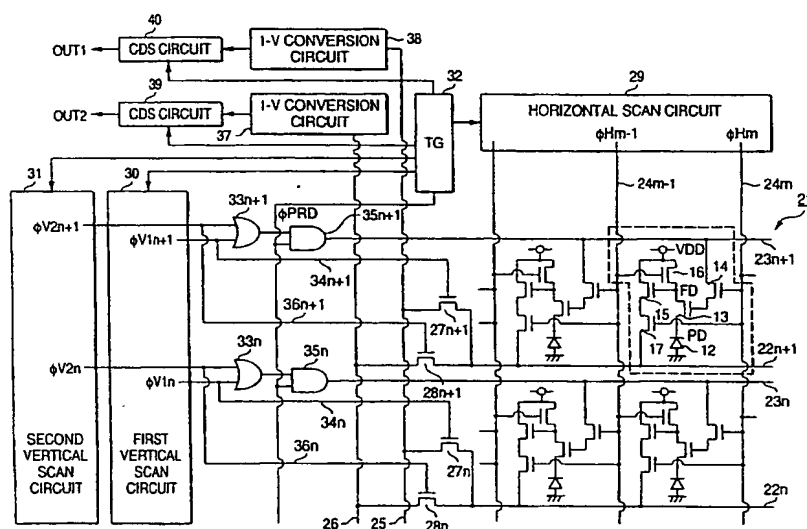 40
38
OUT1
CDS CIRCUIT
I-V CONVERSION
CIRCUIT
39
32
29
OUT2
CDS CIRCUIT
I-V CONVERSION
CIRCUIT
37
TG
HORIZONTAL SCAN CIRCUIT
φHm-1
φHm
31
30
24m-1
24m
φV2n+1
φV1n+1
33n+1
φPRD
35n+1
34n+1
36n+1
27n+1
28n+1
VDD
16
14
FD
15
13
PD
17
12
23n+1
22n+1
φV2n
φV1n
33n
35n
34n
36n
27n
28n
23n
22n
SECOND
VERTICAL
SCAN
CIRCUIT
FIRST
VERTICAL
SCAN
CIRCUIT
26
25